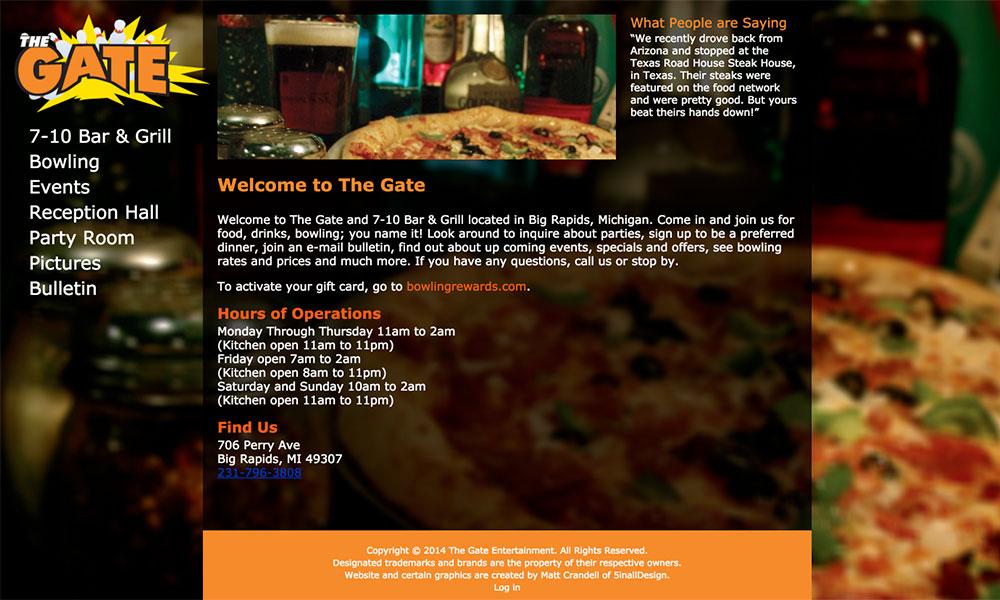 THE
GATE
7-10 Bar & Grill
Bowling
Events
Reception Hall
Party Room
Pictures
Bulletin
What People are Saying
“We recently drove back from
Arizona and stopped at the
Texas Road House Steak House,
in Texas. Their steaks were
featured on the food network
and were pretty good. But yours
beat theirs hands down!”
Welcome to The Gate
Welcome to The Gate and 7-10 Bar & Grill located in Big Rapids, Michigan. Come in and join us for
food, drinks, bowling; you name it! Look around to inquire about parties, sign up to be a preferred
dinner, join an e-mail bulletin, find out about up coming events, specials and offers, see bowling
rates and prices and much more. If you have any questions, call us or stop by.
To activate your gift card, go to bowlingrewards.com.
Hours of Operations
Monday Through Thursday 11am to 2am
(Kitchen open 11am to 11pm)
Friday open 7am to 2am
(Kitchen open 8am to 11pm)
Saturday and Sunday 10am to 2am
(Kitchen open 11am to 11pm)
Find Us
706 Perry Ave
Big Rapids, MI 49307
231-796-3808
Copyright © 2014 The Gate Entertainment. All Rights Reserved.
Designated trademarks and brands are the property of their respective owners.
Website and certain graphics are created by Matt Crandell of 5inallDesign.
Log in